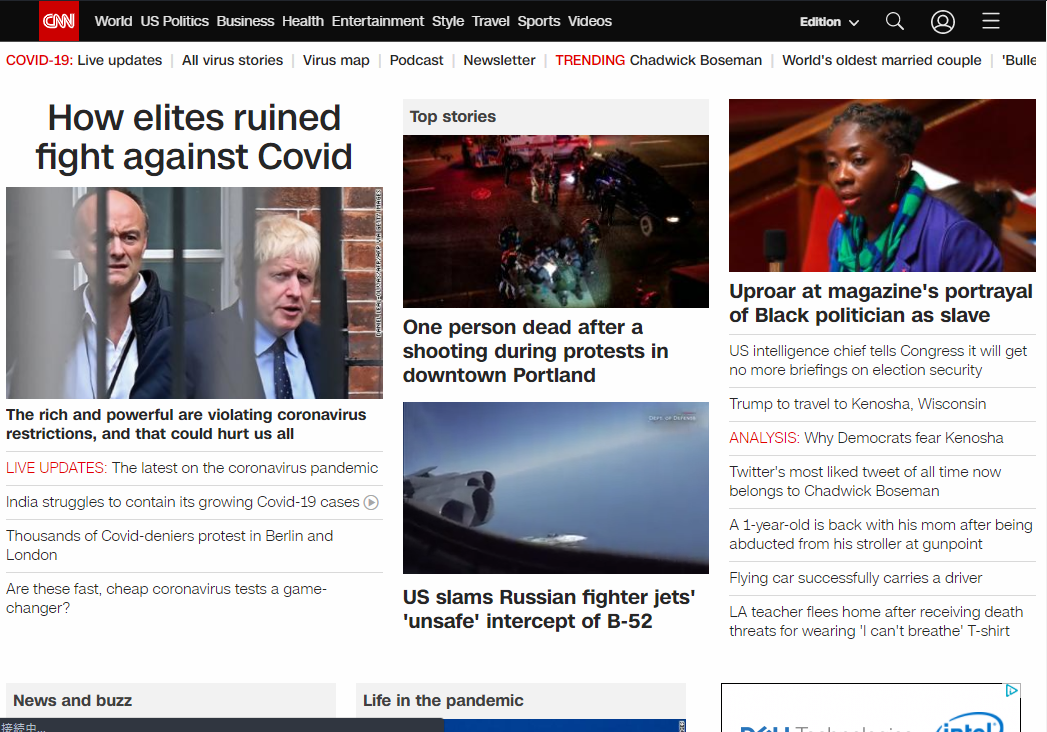 CNN World US Politics Business Health Entertainment Style Travel Sports Videos Edition
COVID-19: Live updates All virus stories Virus map Podcast Newsletter TRENDING Chadwick Boseman World's oldest married couple 'Bulle
How elites ruined
fight against Covid
The rich and powerful are violating coronavirus
restrictions, and that could hurt us all
LIVE UPDATES: The latest on the coronavirus pandemic
India struggles to contain its growing Covid-19 cases
Thousands of Covid-deniers protest in Berlin and
London
Are these fast, cheap coronavirus tests a game-
changer?
Top stories
One person dead after a
shooting during protests in
downtown Portland
Dept. of Defense
US slams Russian fighter jets'
'unsafe' intercept of B-52
Uproar at magazine's portrayal
of Black politician as slave
US intelligence chief tells Congress it will get
no more briefings on election security
Trump to travel to Kenosha, Wisconsin
ANALYSIS: Why Democrats fear Kenosha
Twitter's most liked tweet of all time now
belongs to Chadwick Boseman
A 1-year-old is back with his mom after being
abducted from his stroller at gunpoint
Flying car successfully carries a driver
LA teacher flees home after receiving death
threats for wearing 'I can't breathe' T-shirt
News and buzz
Life in the pandemic
DELL Technologies intel
接続中...